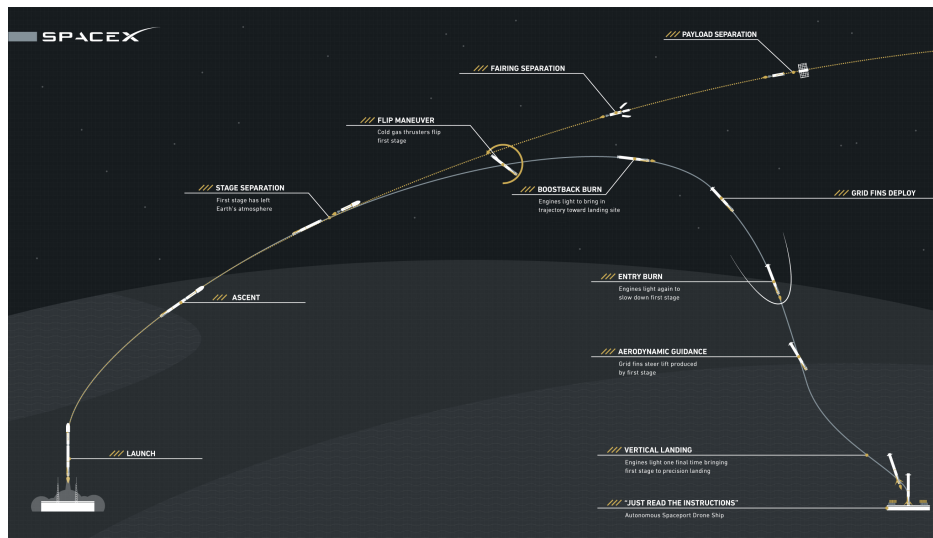 SPACEX
/// PAYLOAD SEPARATION
/// FAIRING SEPARATION
/// FLIP MANEUVER
Cold gas thrusters flip
first stage
/// STAGE SEPARATION
First stage has left
Earth's atmosphere
/// BOOSTBACK BURN
Engines light to bring in
trajectory toward landing site
/// GRID FINS DEPLOY
/// ASCENT
/// ENTRY BURN
Engines light again to
slow down first stage
/// AERODYNAMIC GUIDANCE
Grid fins steer lift produced
by first stage
/// LAUNCH
/// VERTICAL LANDING
Engines light one final time bringing
first stage to precision landing
/// "JUST READ THE INSTRUCTIONS"
Autonomous Spaceport Drone Ship